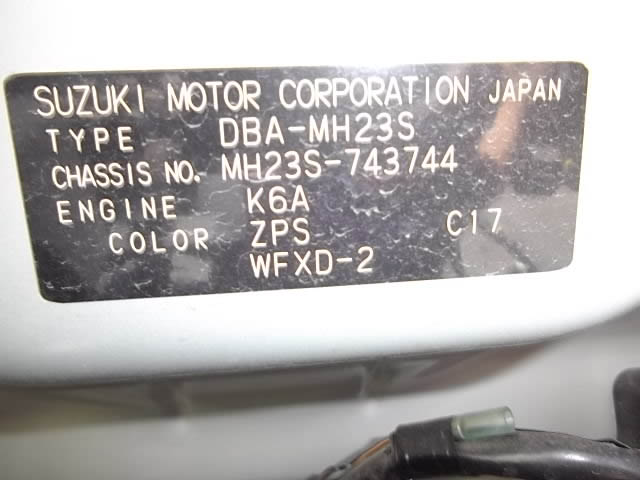 SUZUKI MOTOR CORPORATION JAPAN
TYPE DBA-MH23S
CHASSIS NO. MH23S-743744
ENGINE K6A
COLOR ZPS C17
WFXD-2